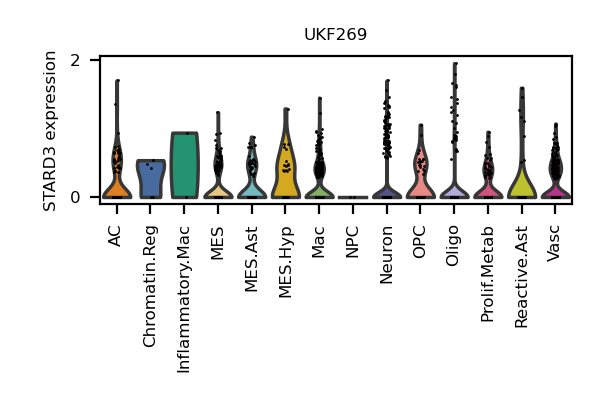 UKF269
STARD3 expression
2
0
AC
Chromatin.Reg
Inflammatory.Mac
MES
MES.Ast
MES.Hyp
Mac
NPC
Neuron
OPC
Oligo
Prolif.Metab
Reactive.Ast
Vasc